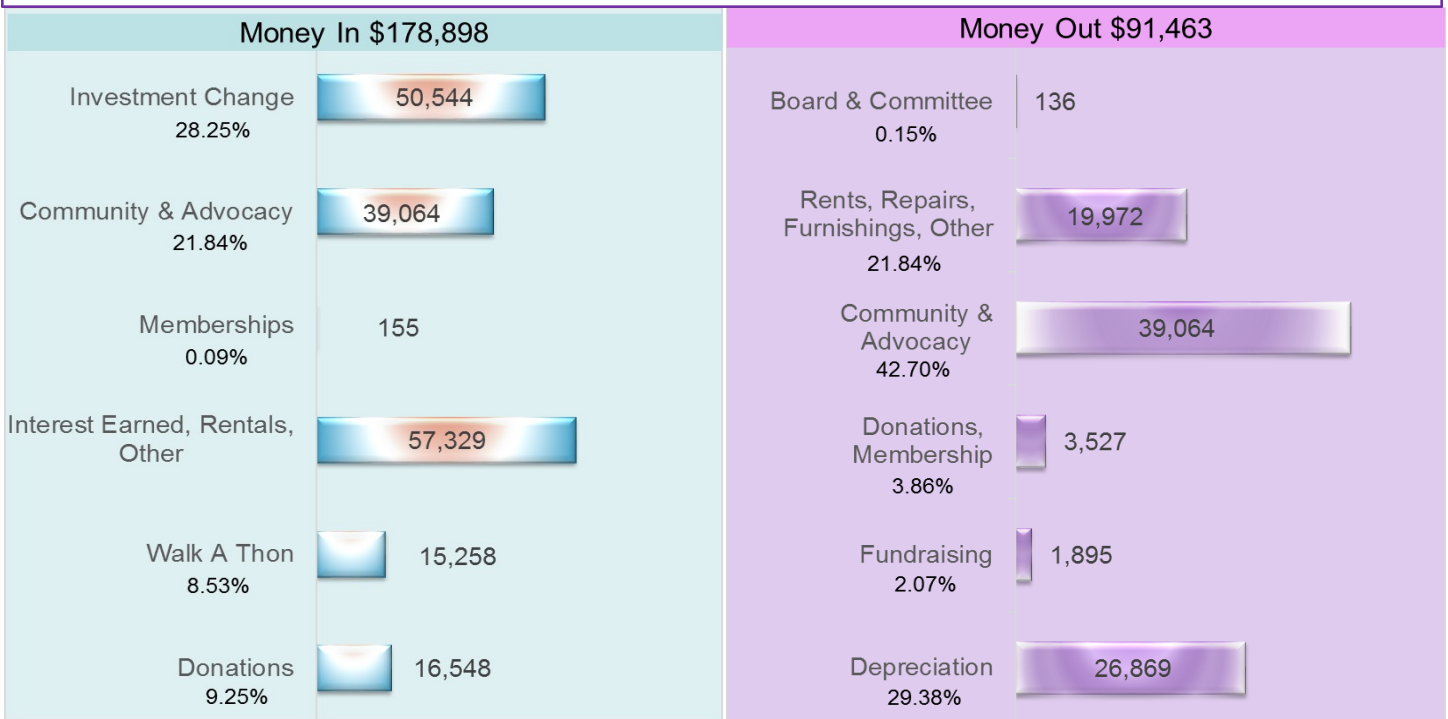 Money In $178,898
Investment Change
28.25%
50,544
Community & Advocacy
21.84%
39,064
Memberships
0.09%
155
Interest Earned, Rentals,
Other
57,329
Walk A Thon
8.53%
15,258
Donations
9.25%
16,548
Money Out $91,463
Board & Committee
0.15%
136
Rents, Repairs,
Furnishings, Other
21.84%
19,972
Community &
Advocacy
42.70%
39,064
Donations,
Membership
3.86%
3,527
Fundraising
2.07%
1,895
Depreciation
29.38%
26,869